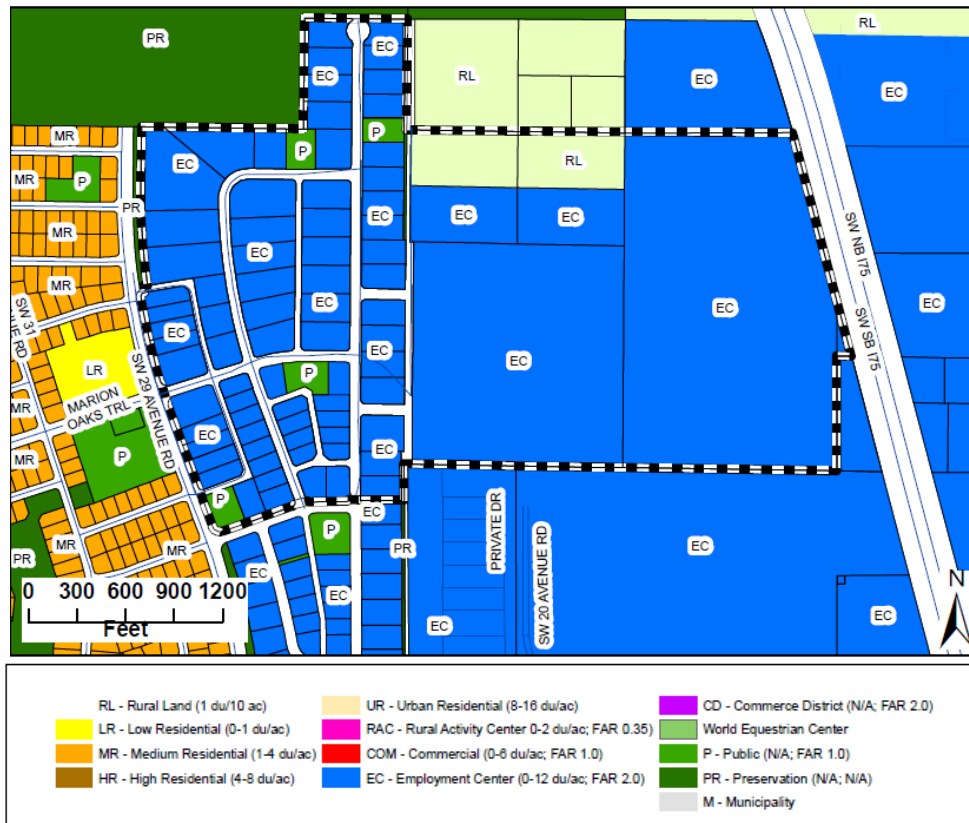 RL
PR
EC
EC
EC
RL
MR
P
P
EC
RL
MR
P
PR
EC
EC
EC
MR
EC
EC
MR
EC
EC
EC
SW NB I75
SW SB I75
SW 31
AVENUE RD
EC
EC
LR
MARION
OAKS TRL
SW 29 AVENUE RD
P
MR
EC
P
MR
P
EC
PR
MR
EC
P
PR
EC
PRIVATE DR
SW 20 AVENUE RD
EC
EC
EC
0 300 600 900 1200
Feet
N
RL - Rural Land (1 du/10 ac)
LR - Low Residential (0-1 du/ac)
MR - Medium Residential (1-4 du/ac)
HR - High Residential (4-8 du/ac)
UR - Urban Residential (8-16 du/ac)
RAC - Rural Activity Center 0-2 du/ac; FAR 0.35)
COM - Commercial (0-6 du/ac; FAR 1.0)
EC - Employment Center (0-12 du/ac; FAR 2.0)
CD - Commerce District (N/A; FAR 2.0)
World Equestrian Center
P - Public (N/A; FAR 1.0)
PR - Preservation (N/A; N/A)
M - Municipality